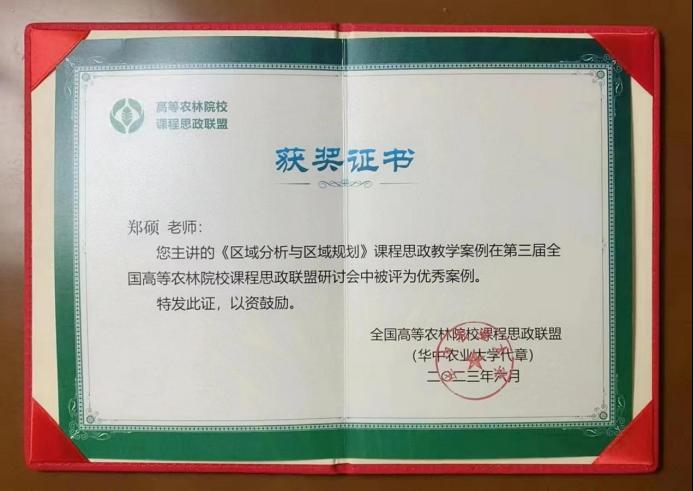 高等农林院校
课程思政联盟
获奖证书
郑硕 老师：
您主讲的《区域分析与区域规划》课程思政教学案例在第三届全
国高等农林院校课程思政联盟研讨会中被评为优秀案例。
特发此证，以资鼓励。
全国高等农林院校课程思政联盟
（华中农业大学代章）
二〇二三年六月